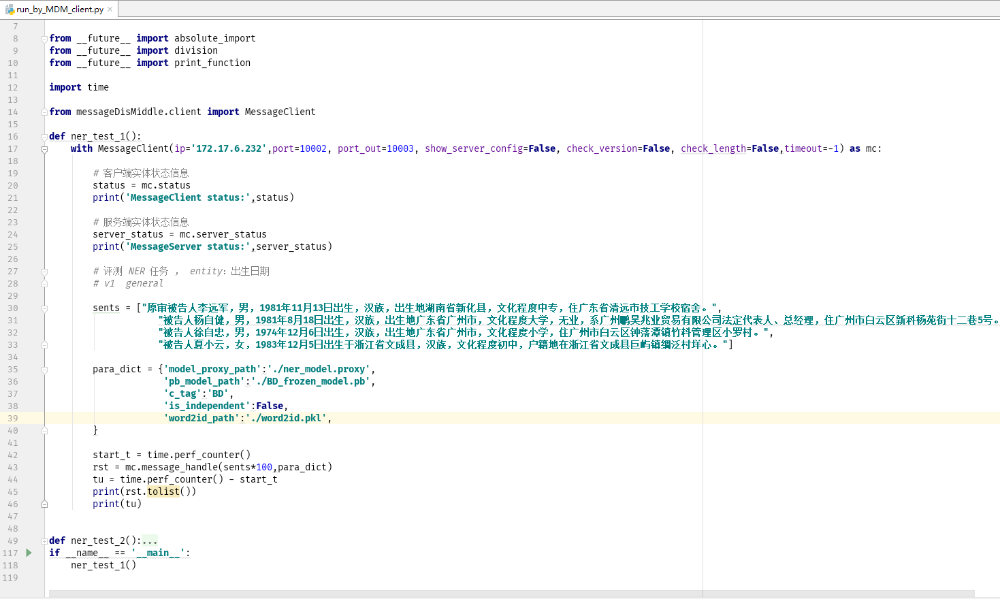 run_by_MDM_client.py
7
8 from __future__ import absolute_import
9 from __future__ import division
10 from __future__ import print_function
11
12 import time
13
14 from messageDisMiddle.client import MessageClient
15
16 def ner_test_1():
17 with MessageClient(ip='172.17.6.232',port=10002, port_out=10003, show_server_config=False, check_version=False, check_length=False,timeout=-1) as mc:
18
19 # 客户端实体状态信息
20 status = mc.status
21 print('MessageClient status:',status)
22
23 # 服务端实体状态信息
24 server_status = mc.server_status
25 print('MessageServer status:',server_status)
26
27 # 评测 NER 任务 ， entity：出生日期
28 # v1 general
29
30 sents = ["原审被告人李远军，男，1981年11月13日出生，汉族，出生地湖南省新化县，文化程度中专，住广东省清远市技工学校宿舍。",
31 "被告人杨自健，男，1981年8月18日出生，汉族，出生地广东省广州市，文化程度大学，无业，系广州鹏昊兆业贸易有限公司法定代表人、总经理，住广州市白云区新科杨苑街十二巷5号。
32 "被告人徐自忠，男，1974年12月6日出生，汉族，出生地广东省广州市，文化程度小学，住广州市白云区钟落潭镇竹料管理区小罗村。",
33 "被告人夏小云，女，1983年12月5日出生于浙江省文成县，汉族，文化程度初中，户籍地在浙江省文成县巨屿镇泛村垟心。"]
34
35 para_dict = {'model_proxy_path':'./ner_model.proxy',
36 'pb_model_path':'./BD_frozen_model.pb',
37 'c_tag':'BD',
38 'is_independent':False,
39 'word2id_path':'./word2id.pkl',
40 }
41
42 start_t = time.perf_counter()
43 rst = mc.message_handle(sents*100,para_dict)
44 tu = time.perf_counter() - start_t
45 print(rst.tolist())
46 print(tu)
47
48
49 def ner_test_2():...
117 if __name__ == '__main__':
118 ner_test_1()
119